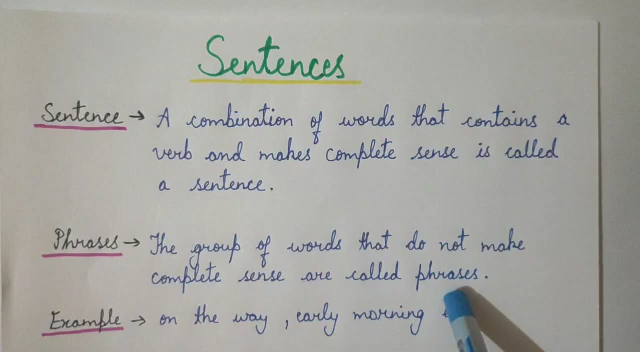 Sentences
Sentence → A combination of words that contains a
verb and makes complete sense is called
a sentence.
Phrases → The group of words that do not make
complete sense are called phrases.
Example → on the way, early morning